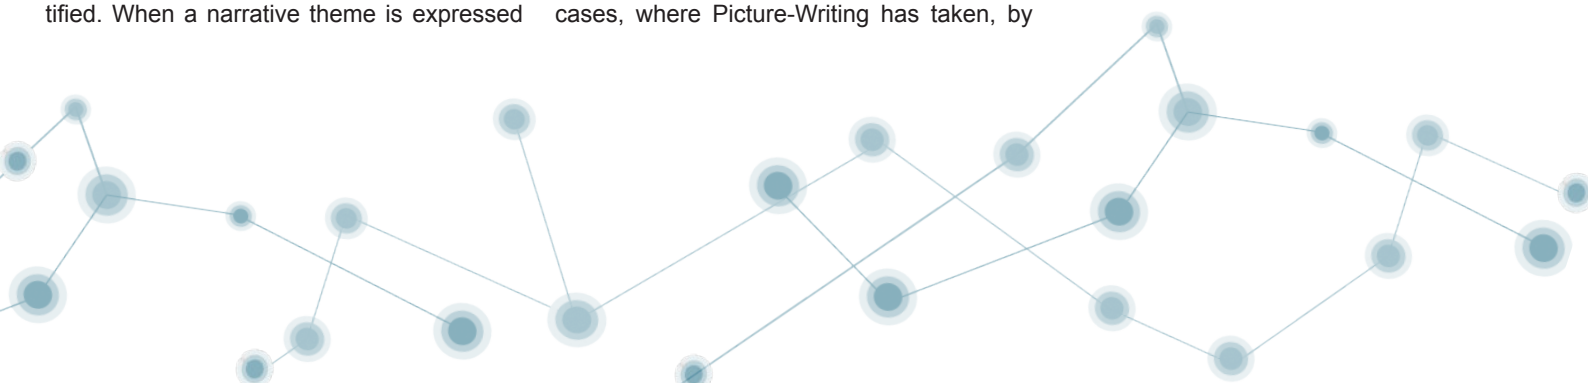 tified. When a narrative theme is expressed
cases, where Picture-Writing has taken, by